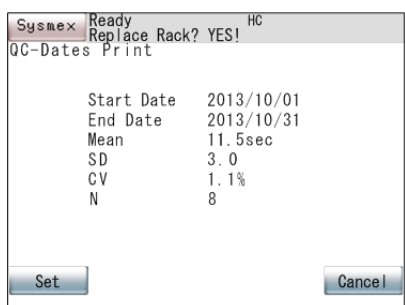 Sysmex Ready HC
Replace Rack? YES!
QC-Dates Print
Start Date 2013/10/01
End Date 2013/10/31
Mean 11.5sec
SD 3.0
CV 1.1%
N 8
Set Cancel